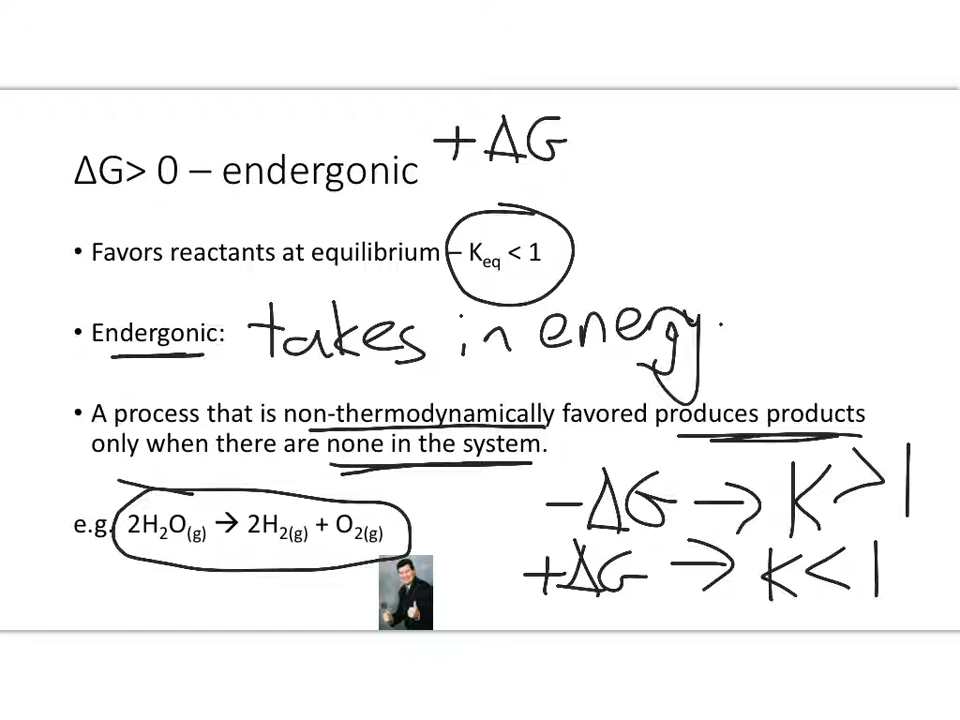 +ΔG
ΔG> 0 – endergonic
• Favors reactants at equilibrium – Keq < 1
• Endergonic: takes in energy.
• A process that is non-thermodynamically favored produces products
only when there are none in the system.
-ΔG → K > 1
e.g. 2H₂O(g) → 2H₂(g) + O₂(g)
+ΔG → K < 1